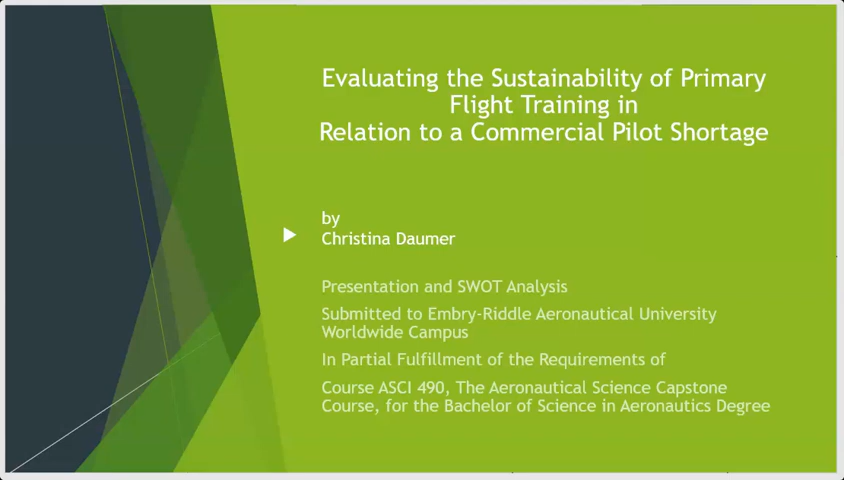 Evaluating the Sustainability of Primary
Flight Training in
Relation to a Commercial Pilot Shortage
by
Christina Daumer
Presentation and SWOT Analysis
Submitted to Embry-Riddle Aeronautical University
Worldwide Campus
In Partial Fulfillment of the Requirements of
Course ASCI 490, The Aeronautical Science Capstone
Course, for the Bachelor of Science in Aeronautics Degree